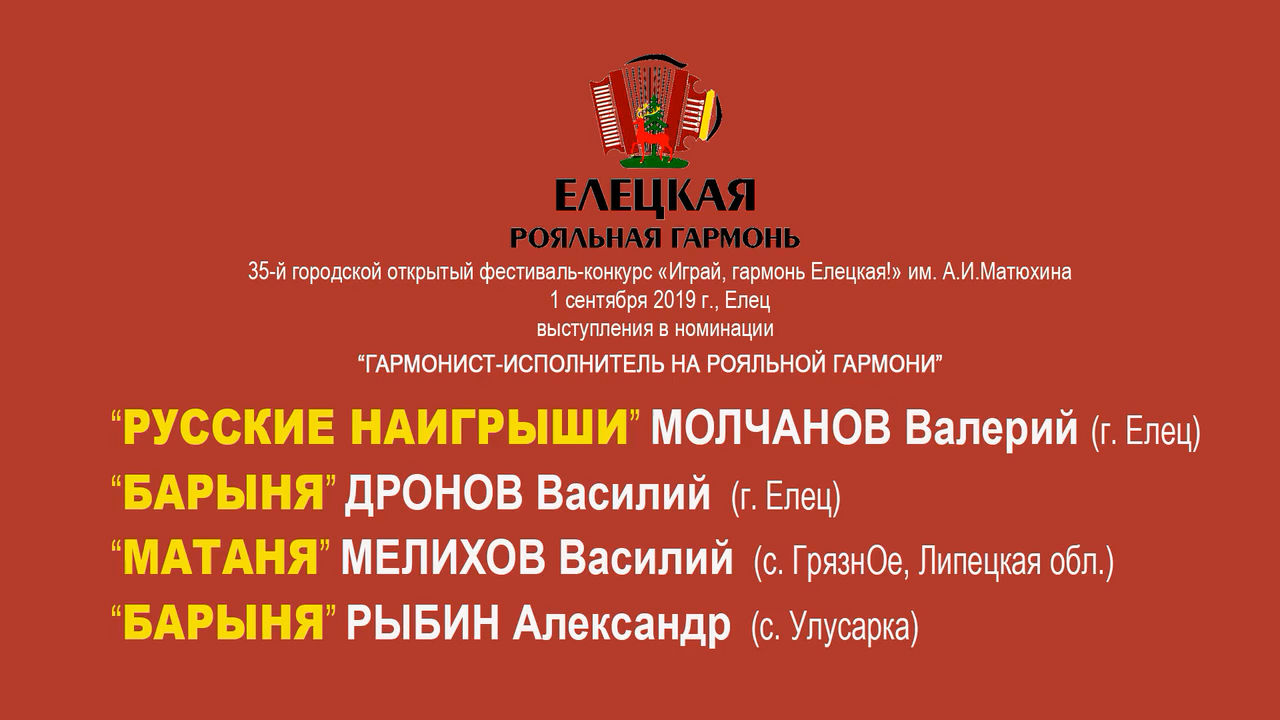 ЕЛЕЦКАЯ
РОЯЛЬНАЯ ГАРМОНЬ
35-й городской открытый фестиваль-конкурс «Играй, гармонь Елецкая!» им. А.И.Матюхина
1 сентября 2019 г., Елец
выступления в номинации
“ГАРМОНИСТ-ИСПОЛНИТЕЛЬ НА РОЯЛЬНОЙ ГАРМОНИ”
“РУССКИЕ НАИГРЫШИ” МОЛЧАНОВ Валерий (г. Елец)
“БАРЫНЯ” ДРОНОВ Василий (г. Елец)
“МАТАНЯ” МЕЛИХОВ Василий (с. ГрязнОе, Липецкая обл.)
“БАРЫНЯ” РЫБИН Александр (с. Улусарка)